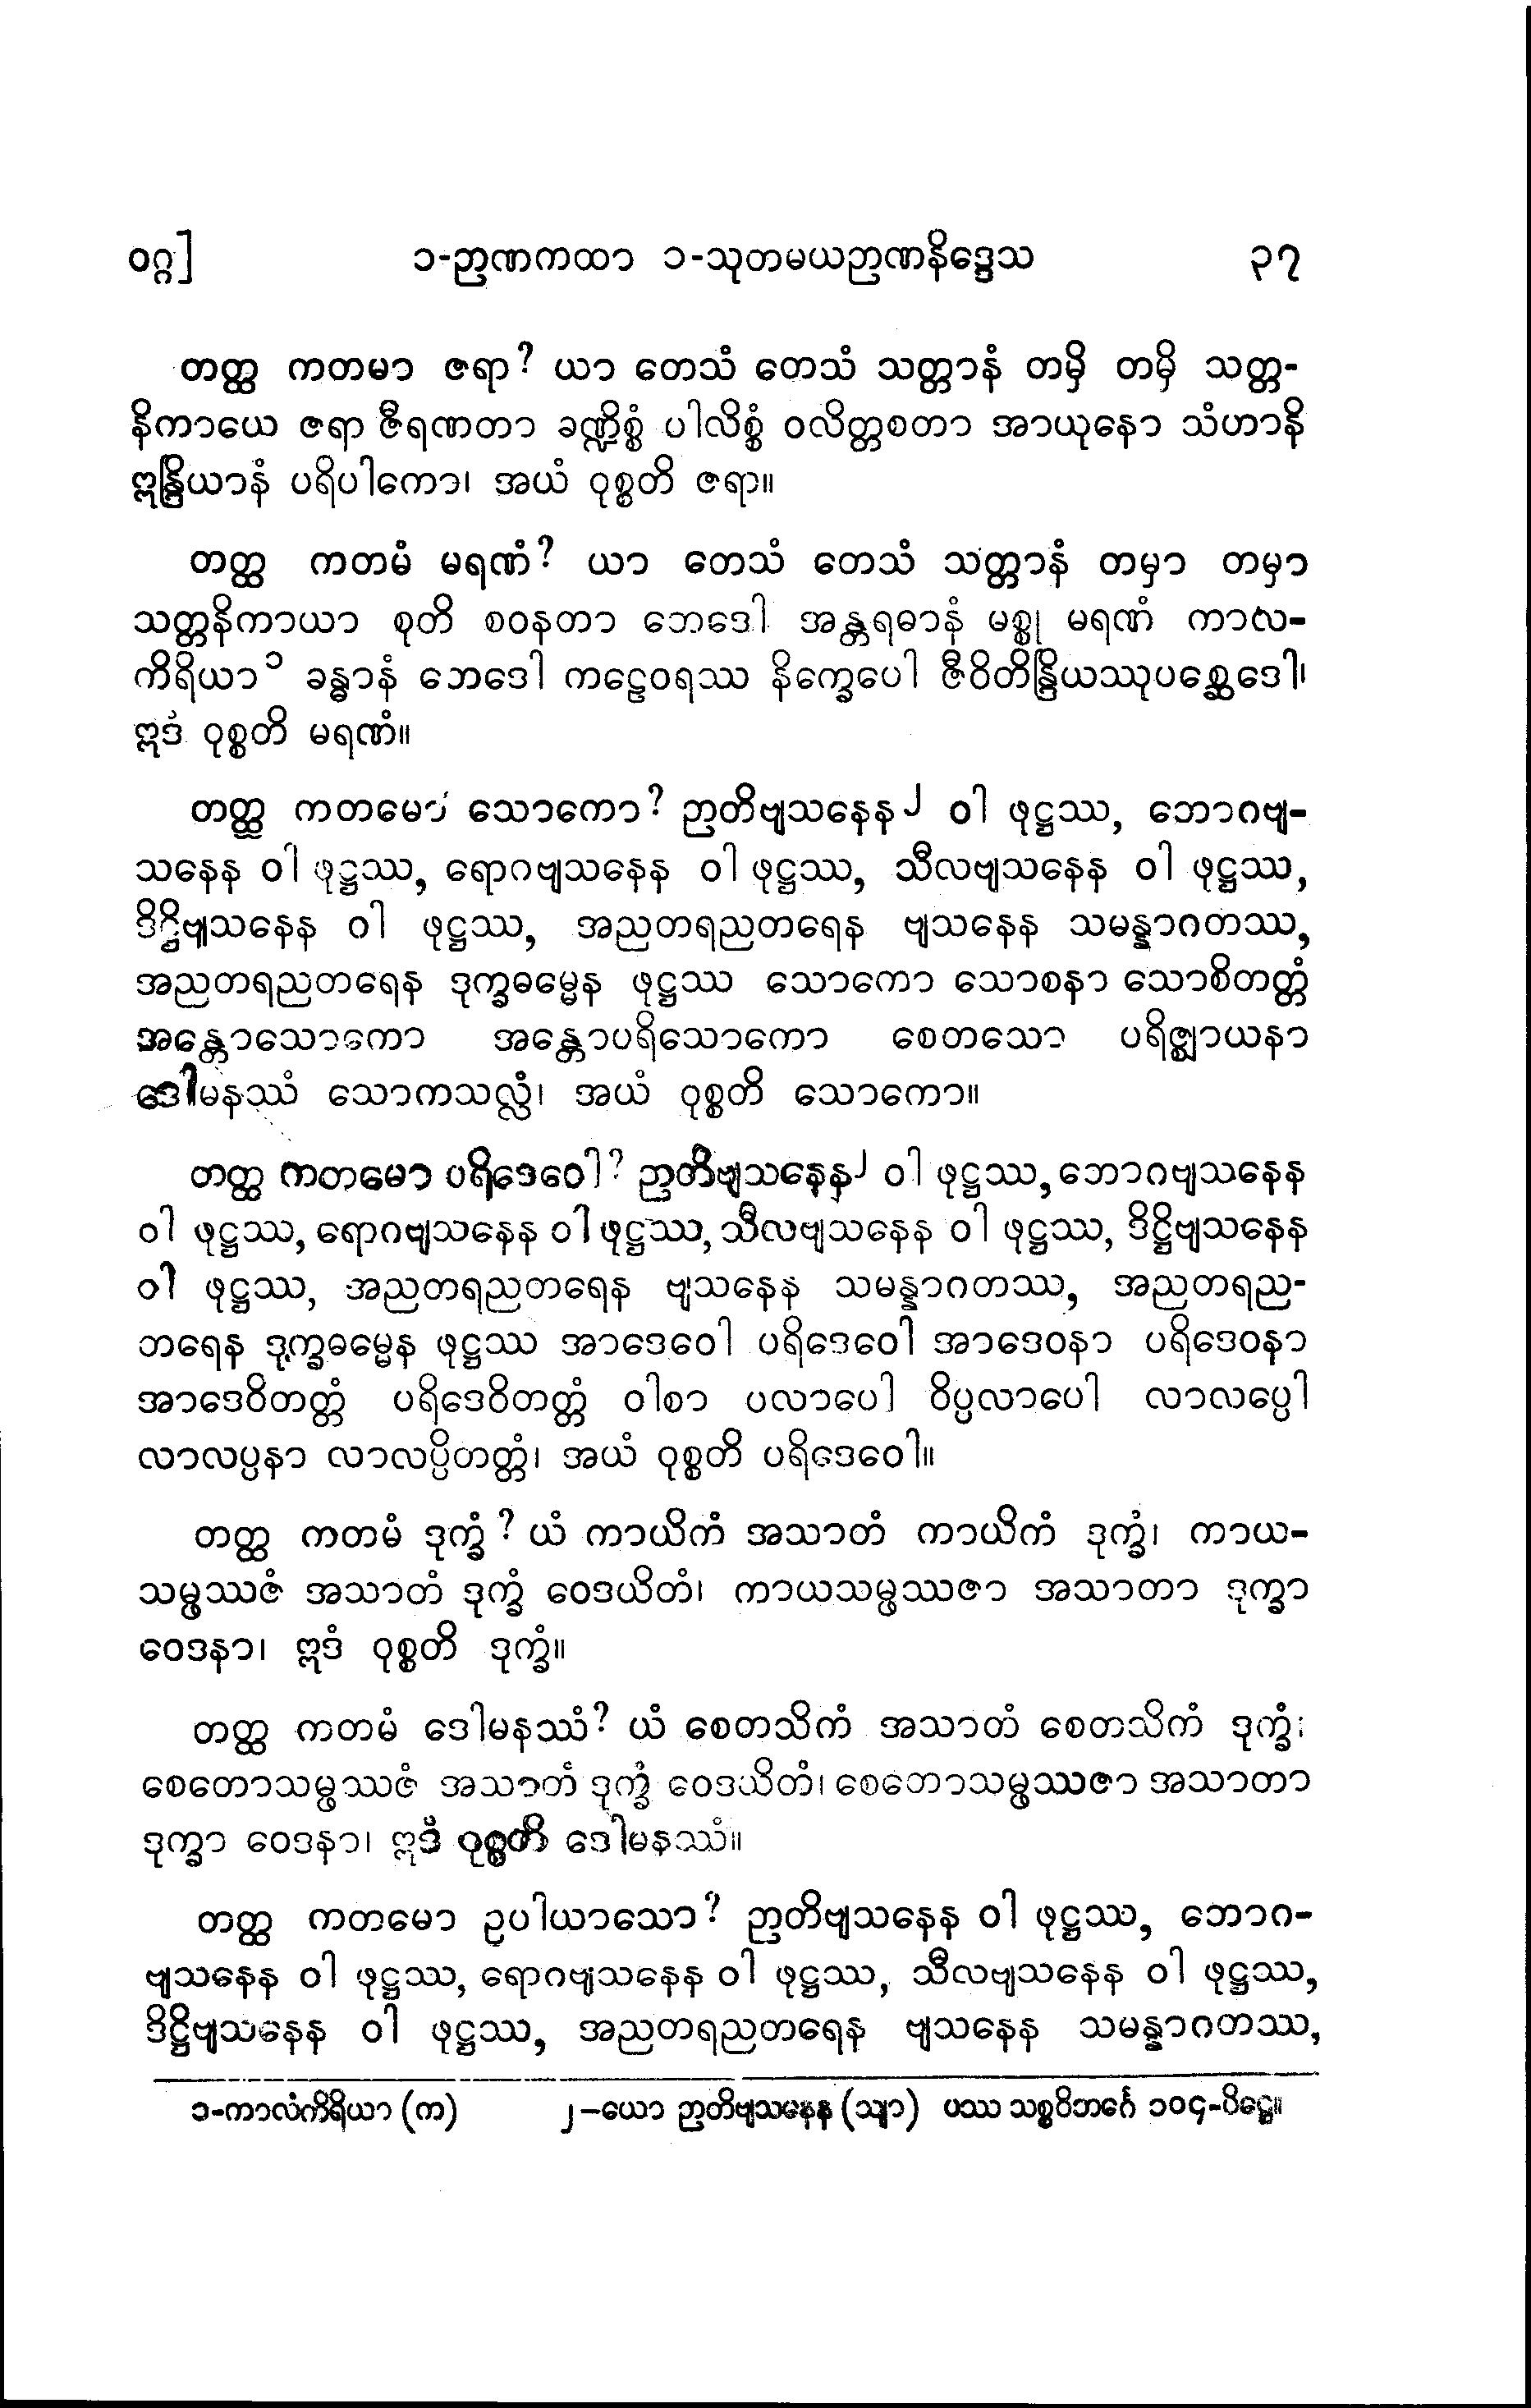 ဝဂ္ဂ] ၁-ဉာဏကထာ ၁-သုတမယဉာဏနိဒ္ဒေသ ၃၇
တတ္ထ ကတမာ ဇရာ? ယာ တေသံ တေသံ သတ္တာနံ တမှိ တမှိ သတ္တ-
နိကာယေ ဇရာ ဇီရဏတာ ခဏ္ဍိစ္စံ ပါလိစ္စံ ဝလိတ္တစတာ အာယုနော သံဟာနိ
ဣန္ဒြိယာနံ ပရိပါကော၊ အယံ ဝုစ္စတိ ဇရာ။
တတ္ထ ကတမံ မရဏံ? ယာ တေသံ တေသံ သတ္တာနံ တမှာ တမှာ
သတ္တနိကာယာ စုတိ စဝနတာ ဘေဒေါ အန္တရဓာနံ မစ္စု မရဏံ ကာလ-
ကိရိယာ၁ ခန္ဓာနံ ဘေဒေါ ကဠေဝရဿ နိက္ခေပေါ ဇီဝိတိန္ဒြိယဿုပစ္ဆေဒေါ၊
ဣဒံ ဝုစ္စတိ မရဏံ။
တတ္ထ ကတမော သောကော? ဉာတိဗျသနေန၂ ဝါ ဖုဋ္ဌဿ, ဘောဂဗျ-
သနေန ဝါ ဖုဋ္ဌဿ, ရောဂဗျသနေန ဝါ ဖုဋ္ဌဿ, သီလဗျသနေန ဝါ ဖုဋ္ဌဿ,
ဒိဋ္ဌိဗျသနေန ဝါ ဖုဋ္ဌဿ, အညတရညတရေန ဗျသနေန သမန္နာဂတဿ,
အညတရညတရေန ဒုက္ခဓမ္မေန ဖုဋ္ဌဿ သောကော သောစနာ သောစိတတ္တံ
အန္တောသောကော အန္တောပရိသောကော စေတသော ပရိဇ္ဈာယနာ
ဒေါမနဿံ သောကသလ္လံ၊ အယံ ဝုစ္စတိ သောကော။
တတ္ထ ကတမော ပရိဒေဝေါ? ဉာတိဗျသနေန၂ ဝါ ဖုဋ္ဌဿ, ဘောဂဗျသနေန
ဝါ ဖုဋ္ဌဿ, ရောဂဗျသနေန ဝါ ဖုဋ္ဌဿ, သီလဗျသနေန ဝါ ဖုဋ္ဌဿ, ဒိဋ္ဌိဗျသနေန
ဝါ ဖုဋ္ဌဿ, အညတရညတရေန ဗျသနေန သမန္နာဂတဿ, အညတရည-
တရေန ဒုက္ခဓမ္မေန ဖုဋ္ဌဿ အာဒေဝေါ ပရိဒေဝေါ အာဒေဝနာ ပရိဒေဝနာ
အာဒေဝိတတ္တံ ပရိဒေဝိတတ္တံ ဝါစာ ပလာပေါ ဝိပ္ပလာပေါ လာလပ္ပေါ
လာလပ္ပနာ လာလပ္ပိတတ္တံ၊ အယံ ဝုစ္စတိ ပရိဒေဝေါ။
တတ္ထ ကတမံ ဒုက္ခံ? ယံ ကာယိကံ အသာတံ ကာယိကံ ဒုက္ခံ၊ ကာယ-
သမ္ဖဿဇံ အသာတံ ဒုက္ခံ ဝေဒယိတံ၊ ကာယသမ္ဖဿဇာ အသာတာ ဒုက္ခာ
ဝေဒနာ၊ ဣဒံ ဝုစ္စတိ ဒုက္ခံ။
တတ္ထ ကတမံ ဒေါမနဿံ? ယံ စေတသိကံ အသာတံ စေတသိကံ ဒုက္ခံ၊
စေတောသမ္ဖဿဇံ အသာတံ ဒုက္ခံ ဝေဒယိတံ၊ စေတောသမ္ဖဿဇာ အသာတာ
ဒုက္ခာ ဝေဒနာ၊ ဣဒံ ဝုစ္စတိ ဒေါမနဿံ။
တတ္ထ ကတမော ဥပါယာသော? ဉာတိဗျသနေန ဝါ ဖုဋ္ဌဿ, ဘောဂ-
ဗျသနေန ဝါ ဖုဋ္ဌဿ, ရောဂဗျသနေန ဝါ ဖုဋ္ဌဿ, သီလဗျသနေန ဝါ ဖုဋ္ဌဿ,
ဒိဋ္ဌိဗျသနေန ဝါ ဖုဋ္ဌဿ, အညတရညတရေန ဗျသနေန သမန္နာဂတဿ,
၁-ကာလံကိရိယာ (က) ၂-ယော ဉာတိဗျသနေန (သျာ) ပဿ သစ္စဝိဘင်္ဂေ ၁၀၄-ပိဋ္ဌေ။